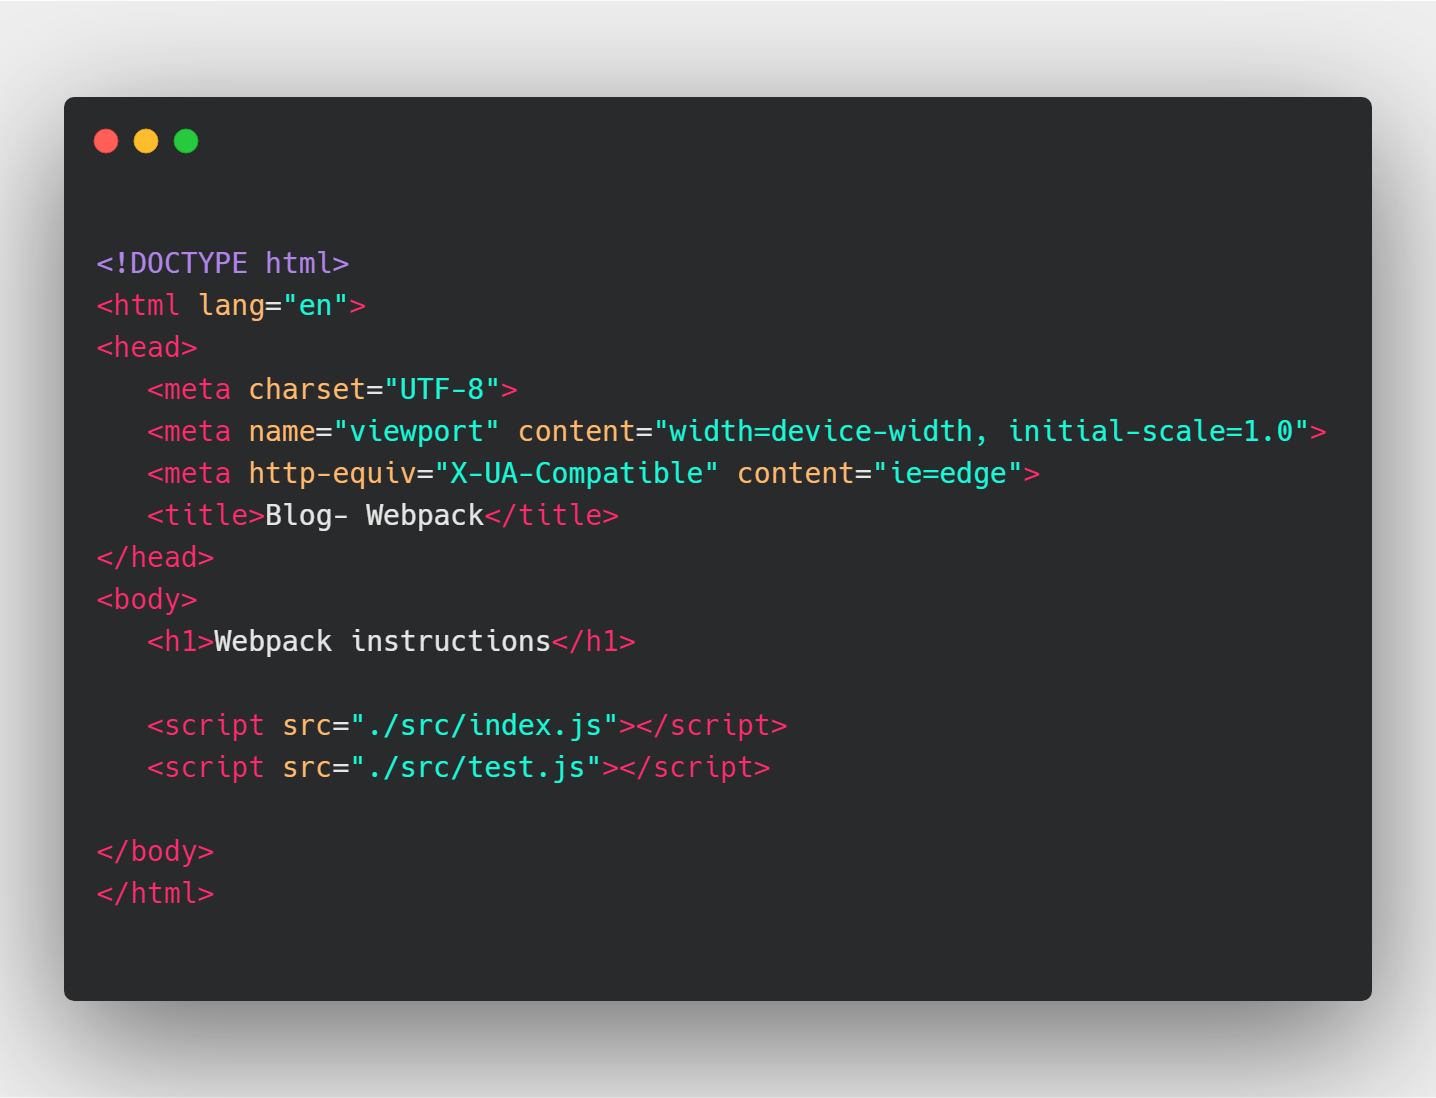 <!DOCTYPE html>
<html lang="en">
<head>
   <meta charset="UTF-8">
   <meta name="viewport" content="width=device-width, initial-scale=1.0">
   <meta http-equiv="X-UA-Compatible" content="ie=edge">
   <title>Blog- Webpack</title>
</head>
<body>
   <h1>Webpack instructions</h1>
   <script src="./src/index.js"></script>
   <script src="./src/test.js"></script>
</body>
</html>